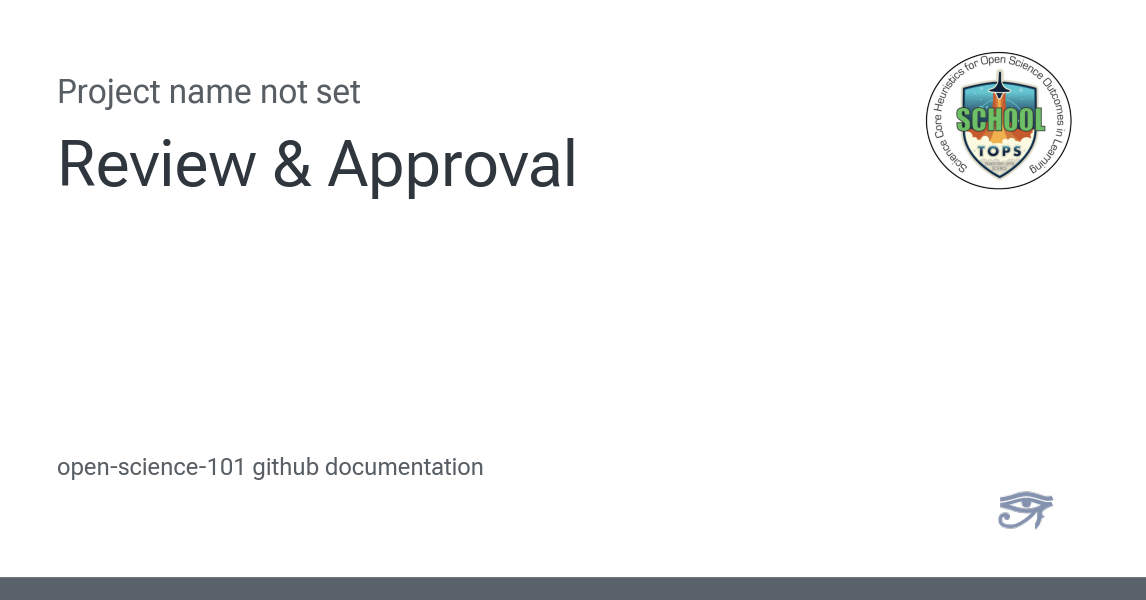 Project name not set
Review & Approval
Science Core Heuristics for Open Science Outcomes in Learning
SCHOOL
TOPS
open-science-101 github documentation